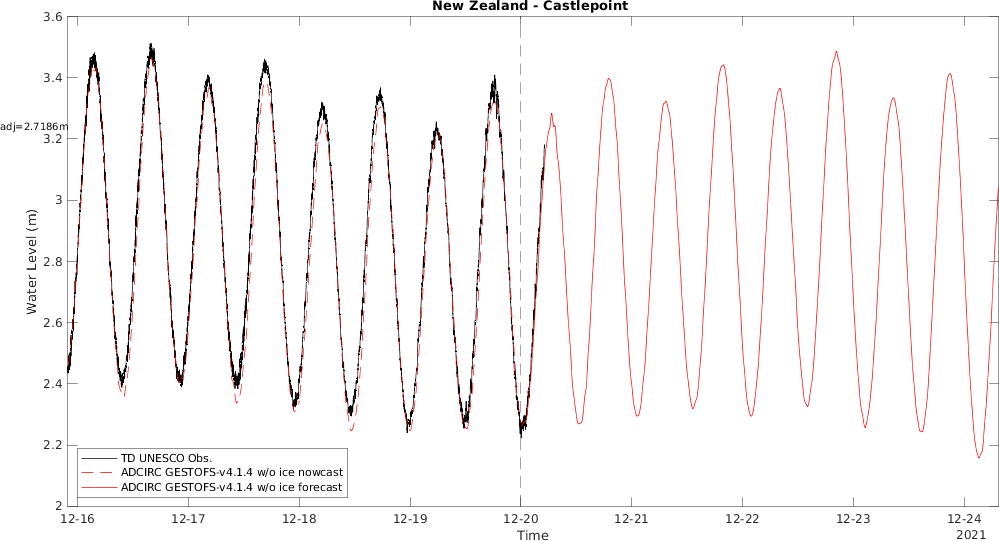 New Zealand - Castlepoint
3.6
3.4
adj=2.7186m
3.2
3
2.8
2.6
2.4
2.2
2
Water Level (m)
TD UNESCO Obs.
ADCIRC GESTOFS-v4.1.4 w/o ice nowcast
ADCIRC GESTOFS-v4.1.4 w/o ice forecast
12-16 12-17 12-18 12-19 12-20 12-21 12-22 12-23 12-24
Time
2021